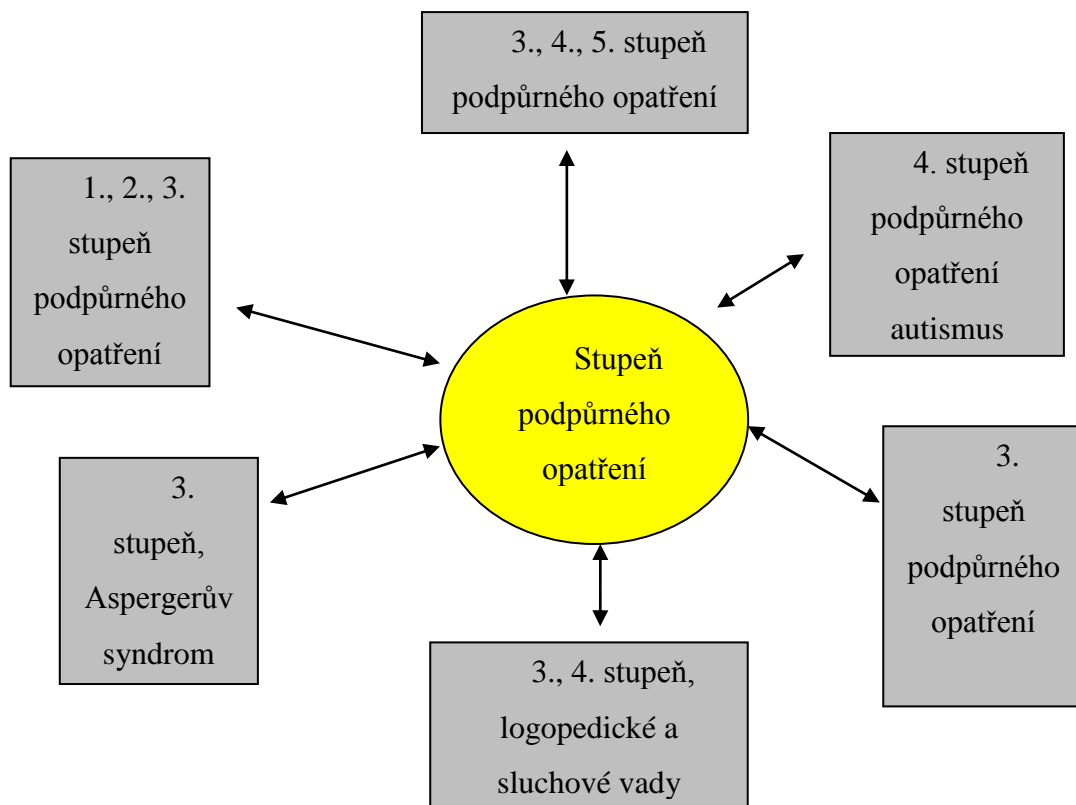 3., 4., 5. stupeň
podpůrného opatření
4. stupeň
podpůrného
opatření
autismus
1., 2., 3.
stupeň
podpůrného
opatření
Stupeň
podpůrného
opatření
3.
stupeň
podpůrného
opatření
3.
stupeň,
Aspergerův
syndrom
3., 4. stupeň,
logopedické a
sluchové vady